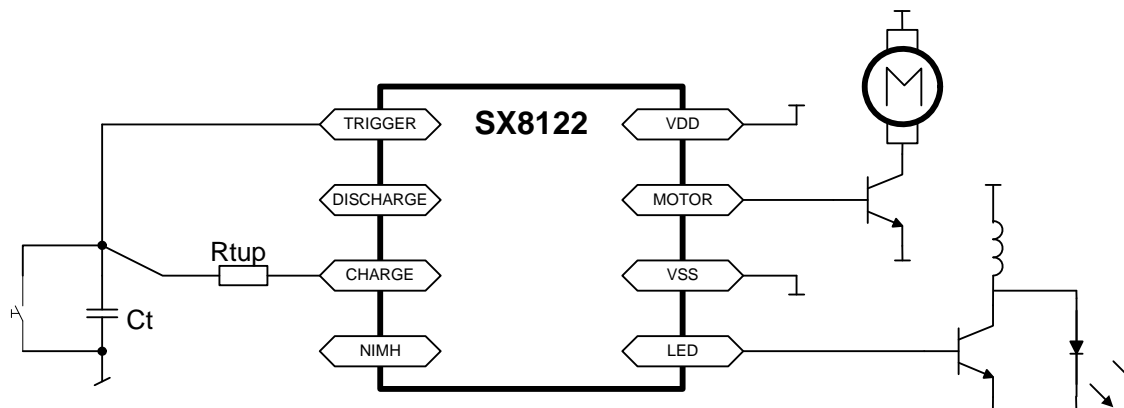 TRIGGER
SX8122
VDD
M
DISCHARGE
MOTOR
Rtup
CHARGE
VSS
Ct
NIMH
LED